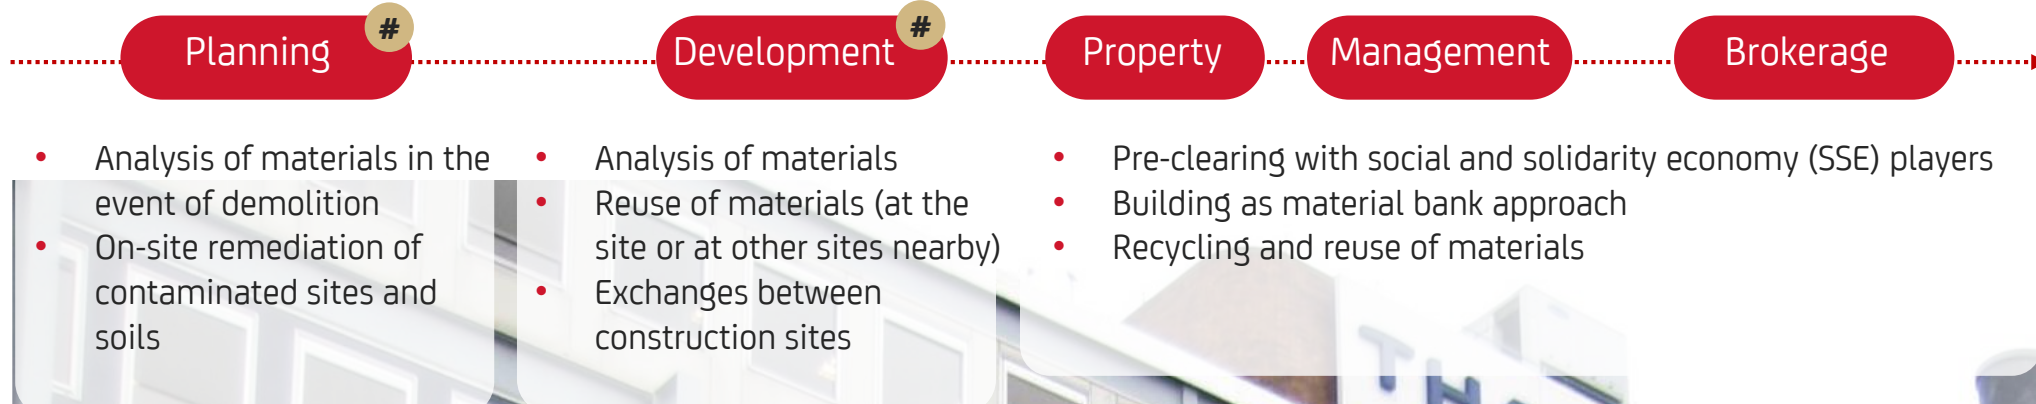 Planning
#
Development
#
Property
Management
Brokerage
• Analysis of materials in the
event of demolition
• On-site remediation of
contaminated sites and
soils
• Analysis of materials
• Reuse of materials (at the
site or at other sites nearby)
• Exchanges between
construction sites
• Pre-clearing with social and solidarity economy (SSE) players
• Building as material bank approach
• Recycling and reuse of materials
TH